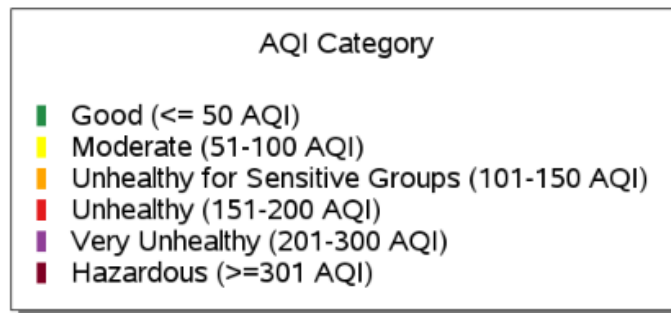 AQI Category
Good (<= 50 AQI)
Moderate (51-100 AQI)
Unhealthy for Sensitive Groups (101-150 AQI)
Unhealthy (151-200 AQI)
Very Unhealthy (201-300 AQI)
Hazardous (>=301 AQI)